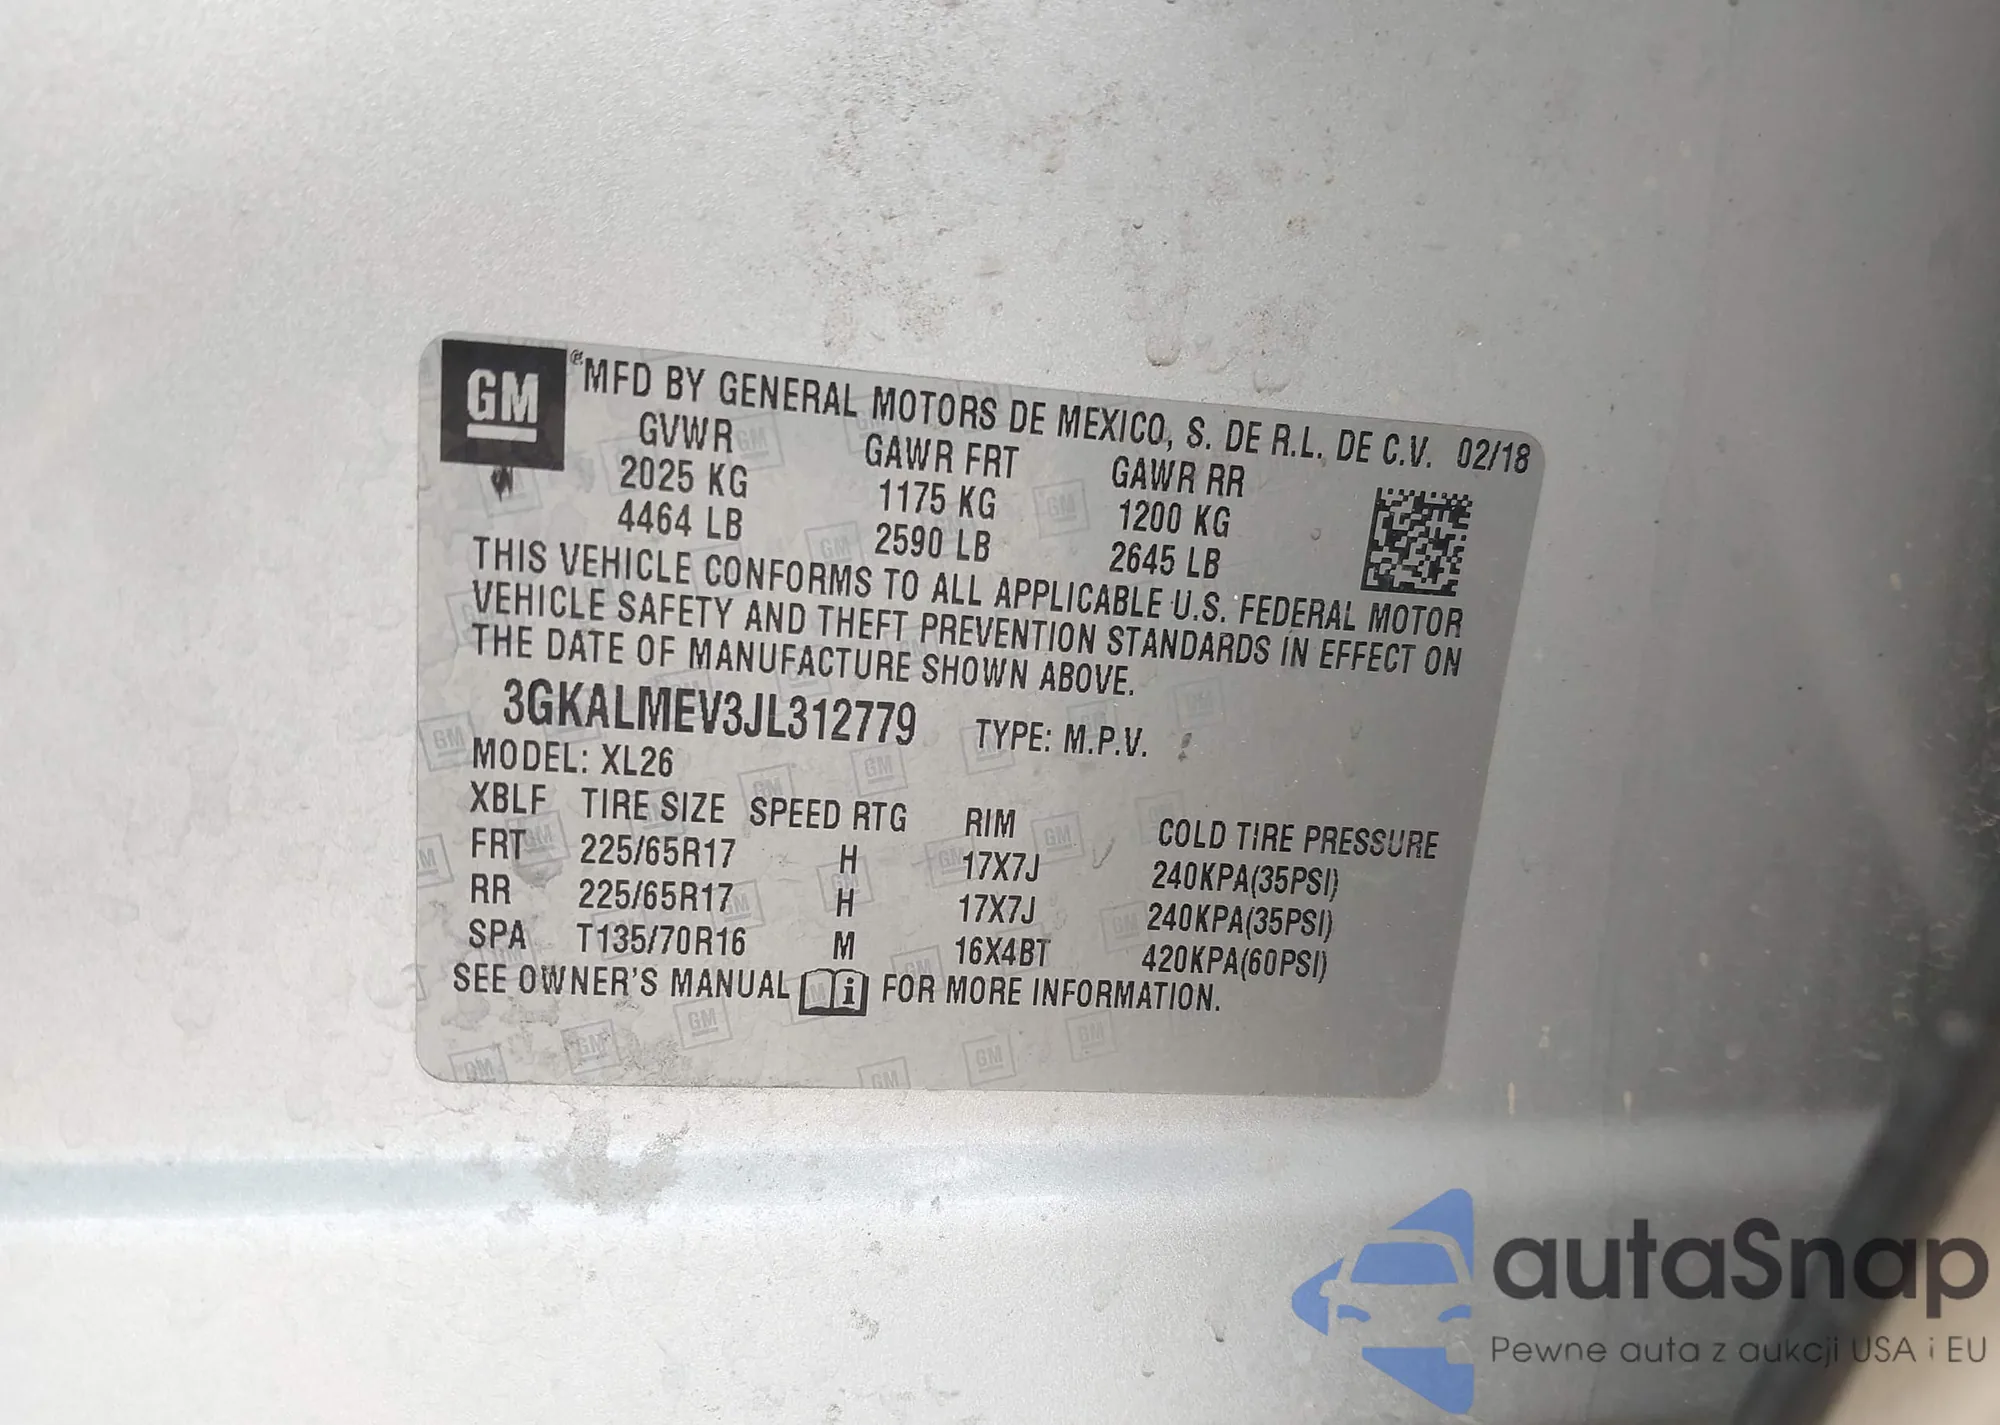 GM
® MFD BY GENERAL MOTORS DE MEXICO, S. DE R.L. DE C.V. 02/18
GVWR GAWR FRT GAWR RR
2025 KG 1175 KG 1200 KG
4464 LB 2590 LB 2645 LB
THIS VEHICLE CONFORMS TO ALL APPLICABLE U.S. FEDERAL MOTOR
VEHICLE SAFETY AND THEFT PREVENTION STANDARDS IN EFFECT ON
THE DATE OF MANUFACTURE SHOWN ABOVE.
3GKALMEV3JL312779 TYPE: M.P.V.
MODEL: XL26
XBLF TIRE SIZE SPEED RTG RIM COLD TIRE PRESSURE
FRT 225/65R17 H 17X7J 240KPA(35PSI)
RR 225/65R17 H 17X7J 240KPA(35PSI)
SPA T135/70R16 M 16X4BT 420KPA(60PSI)
SEE OWNER'S MANUAL i FOR MORE INFORMATION.
autaSnap
Pewne auta z aukcji USA i EU